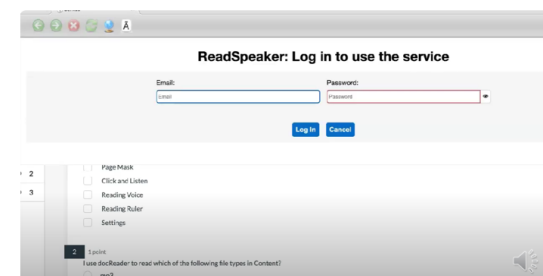 A
ReadSpeaker: Log in to use the service
Email: Password:
Email Password
Log In Cancel
2 Page Mask
Click and Listen
3 Reading Voice
Reading Ruler
Settings
2 1 point
I use docReader to read which of the following file types in Content?
mp3